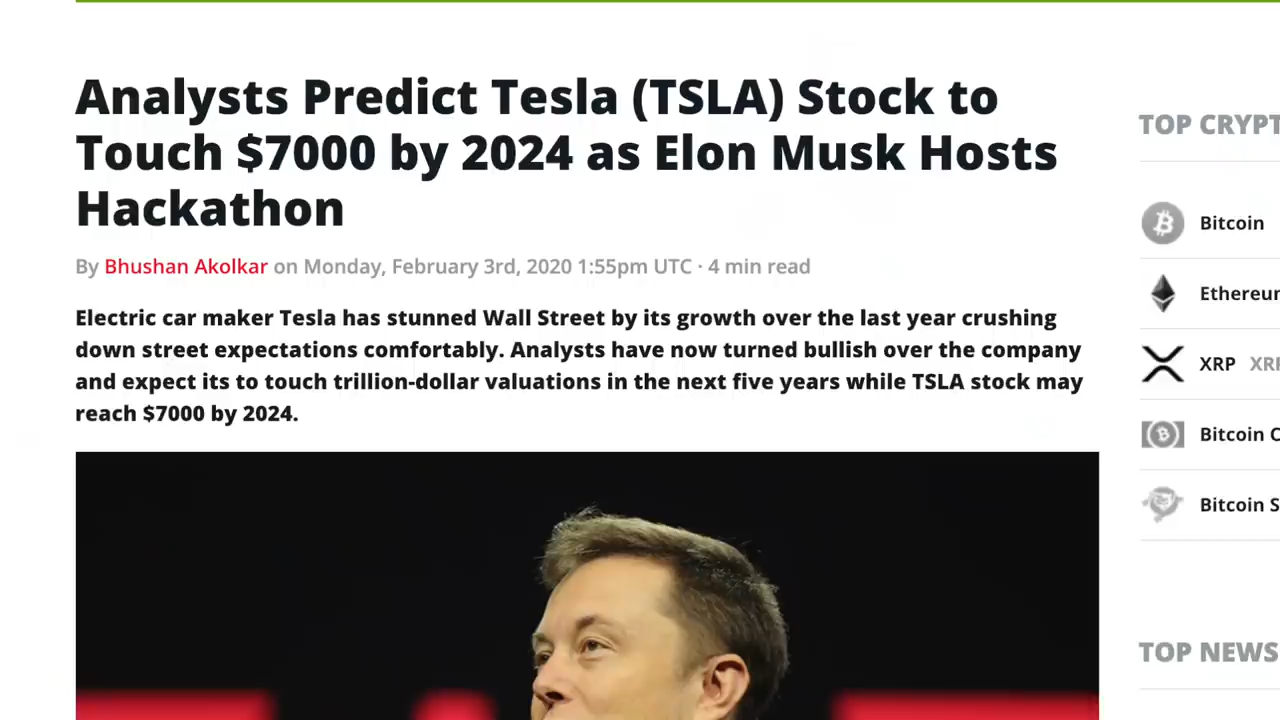 Analysts Predict Tesla (TSLA) Stock to
Touch $7000 by 2024 as Elon Musk Hosts
Hackathon
By Bhushan Akolkar on Monday, February 3rd, 2020 1:55pm UTC · 4 min read
Electric car maker Tesla has stunned Wall Street by its growth over the last year crushing
down street expectations comfortably. Analysts have now turned bullish over the company
and expect its to touch trillion-dollar valuations in the next five years while TSLA stock may
reach $7000 by 2024.
TOP CRYPT
Bitcoin
Ethereun
XRP XRP
Bitcoin C
Bitcoin S
TOP NEWS